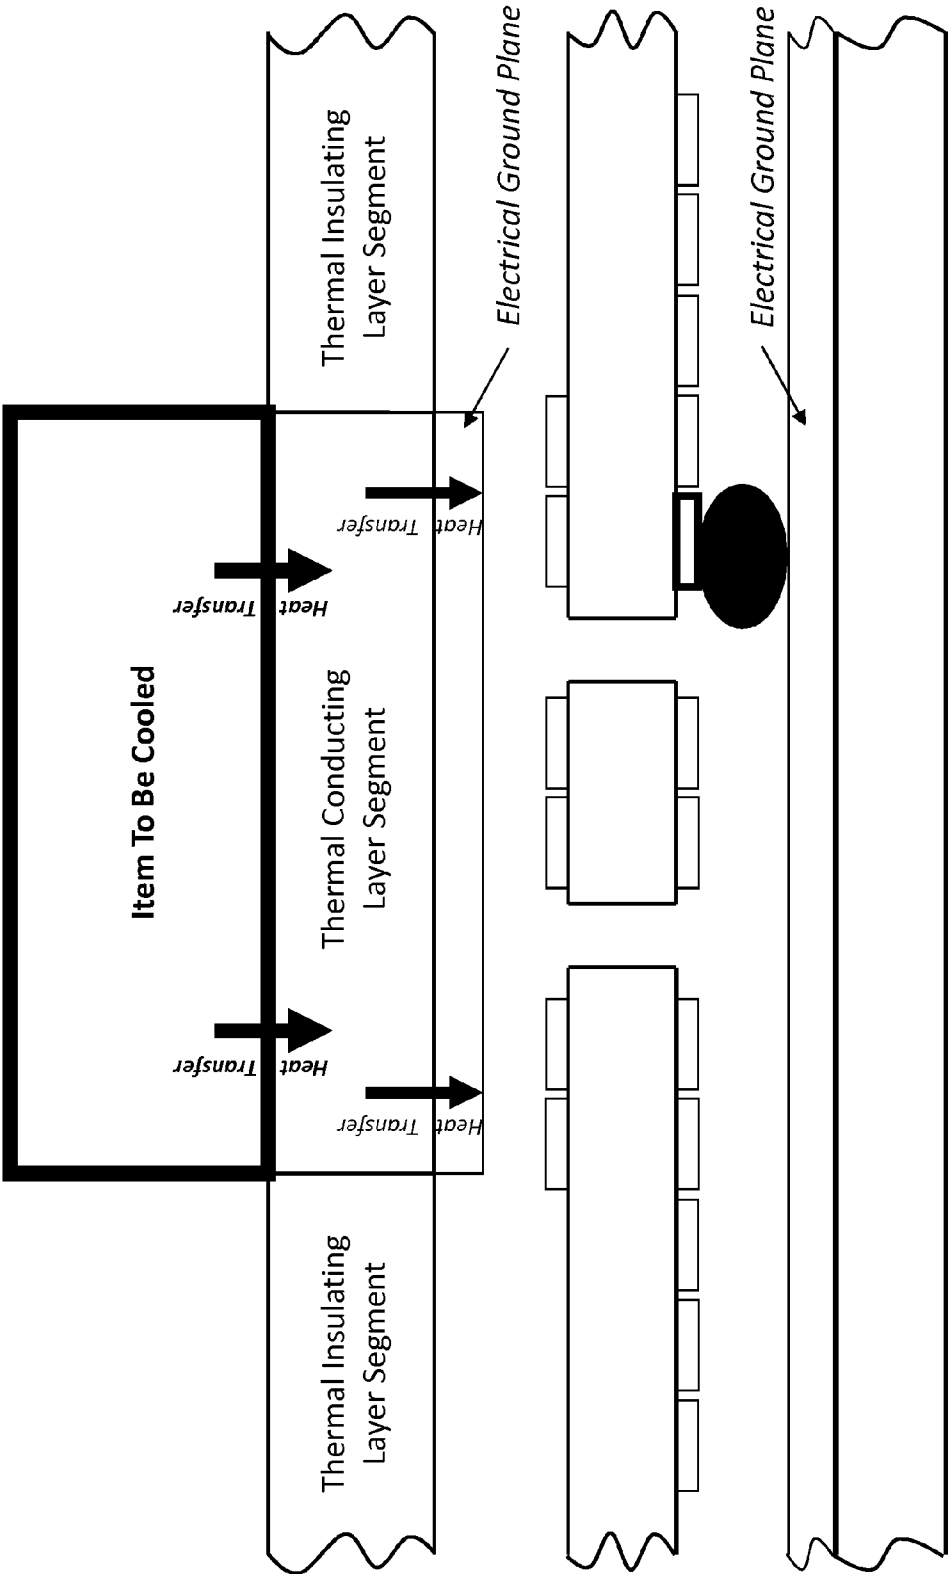 Item To Be Cooled
Heat
Transfer
Heat
Transfer
Thermal Insulating
Layer Segment
Thermal Conducting
Layer Segment
Thermal Insulating
Layer Segment
Heat
Transfer
Heat
Transfer
Electrical Ground Plane
Electrical Ground Plane